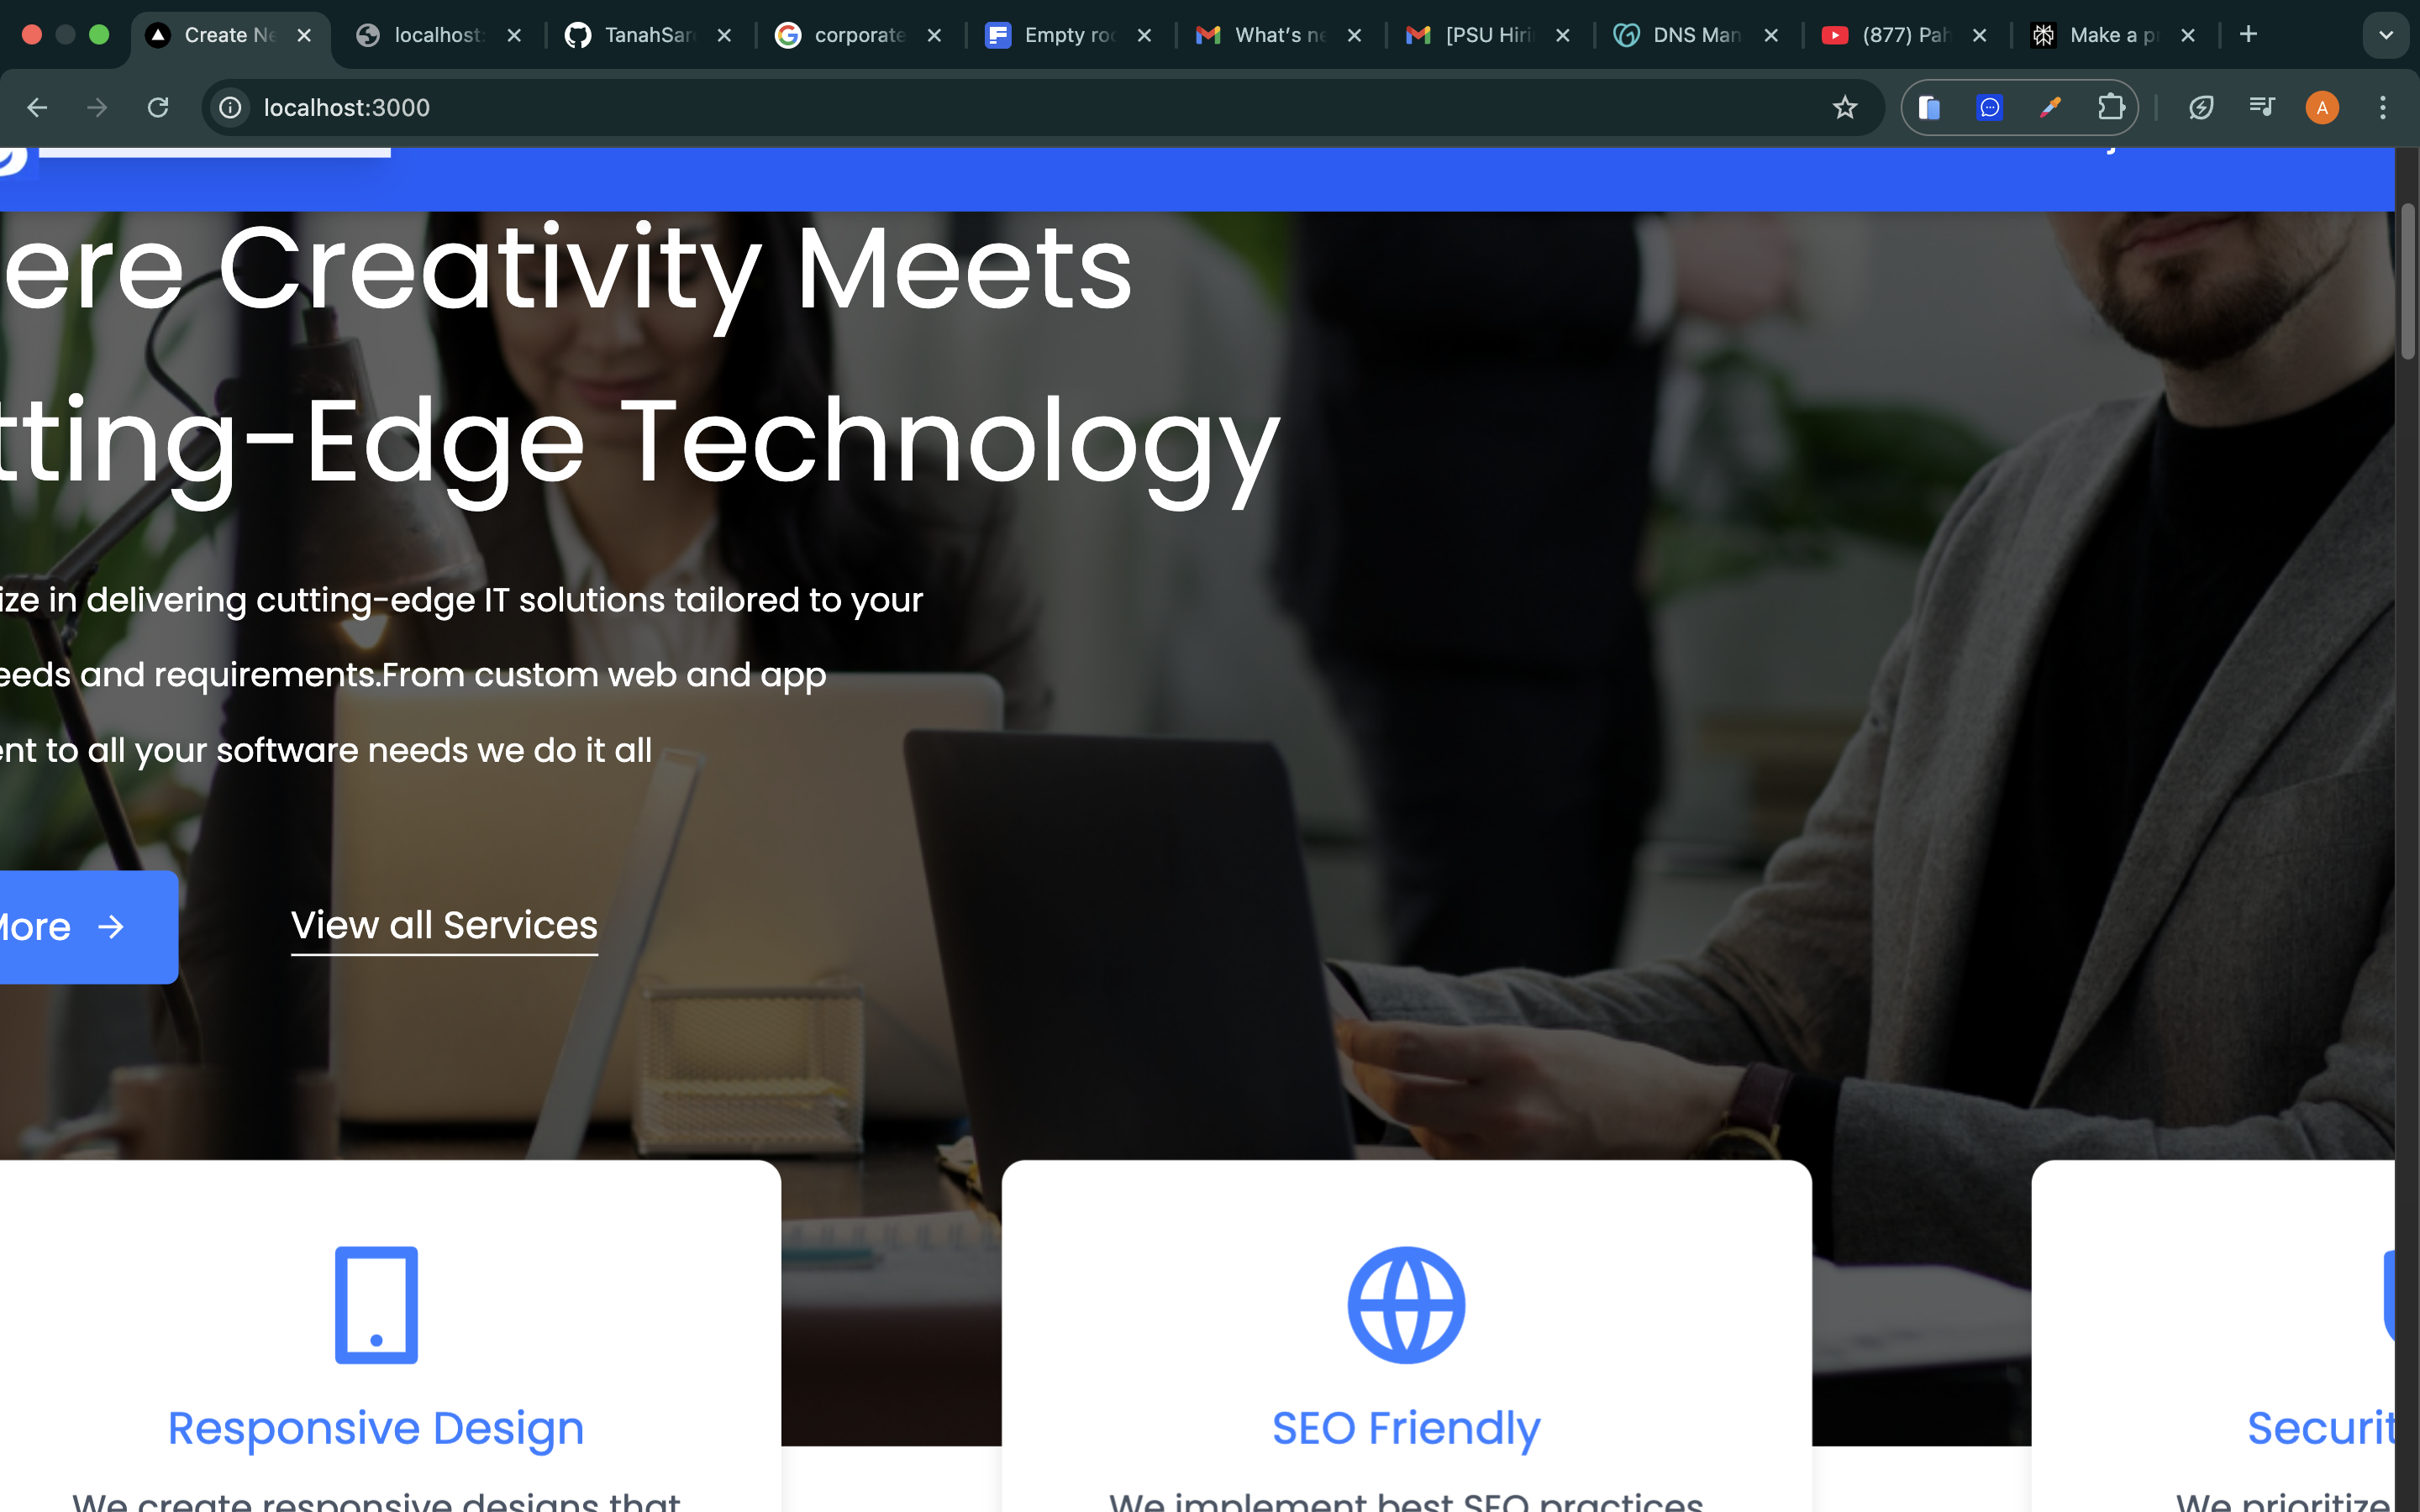 Create Ne
localhost:
TanahSar
corporate
Empty roo
What's ne
[PSU Hiri
DNS Man
(877) Pah
Make a p
localhost:3000
A
ere Creativity Meets
tting-Edge Technology
ize in delivering cutting-edge IT solutions tailored to your
eeds and requirements.From custom web and app
ent to all your software needs we do it all
More →
View all Services
Responsive Design
SEO Friendly
Securit
We create responsive designs that
We implement best SEO practices
We prioritize